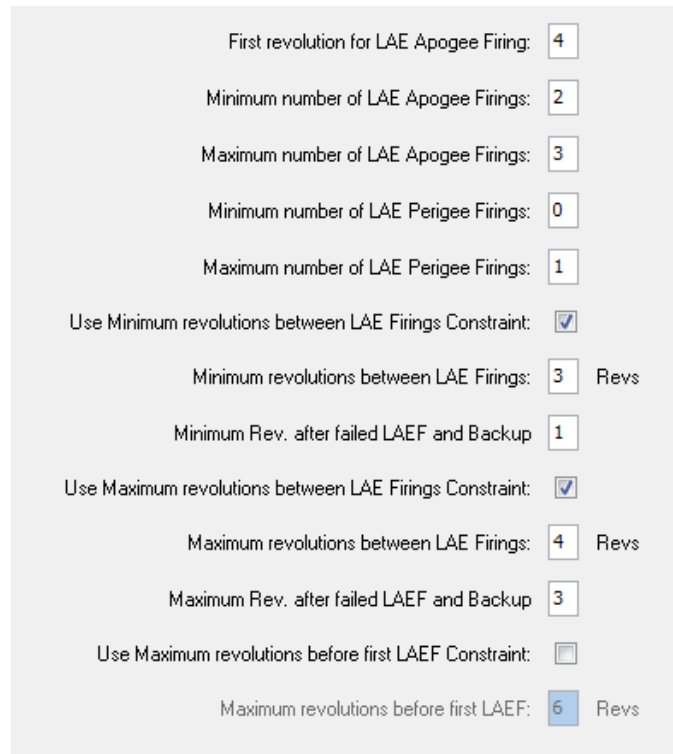 First revolution for LAE Apogee Firing: 4
Minimum number of LAE Apogee Firings: 2
Maximum number of LAE Apogee Firings: 3
Minimum number of LAE Perigee Firings: 0
Maximum number of LAE Perigee Firings: 1
Use Minimum revolutions between LAE Firings Constraint:
Minimum revolutions between LAE Firings: 3 Revs
Minimum Rev. after failed LAEF and Backup 1
Use Maximum revolutions between LAE Firings Constraint:
Maximum revolutions between LAE Firings: 4 Revs
Maximum Rev. after failed LAEF and Backup 3
Use Maximum revolutions before first LAEF Constraint:
Maximum revolutions before first LAEF: 6 Revs